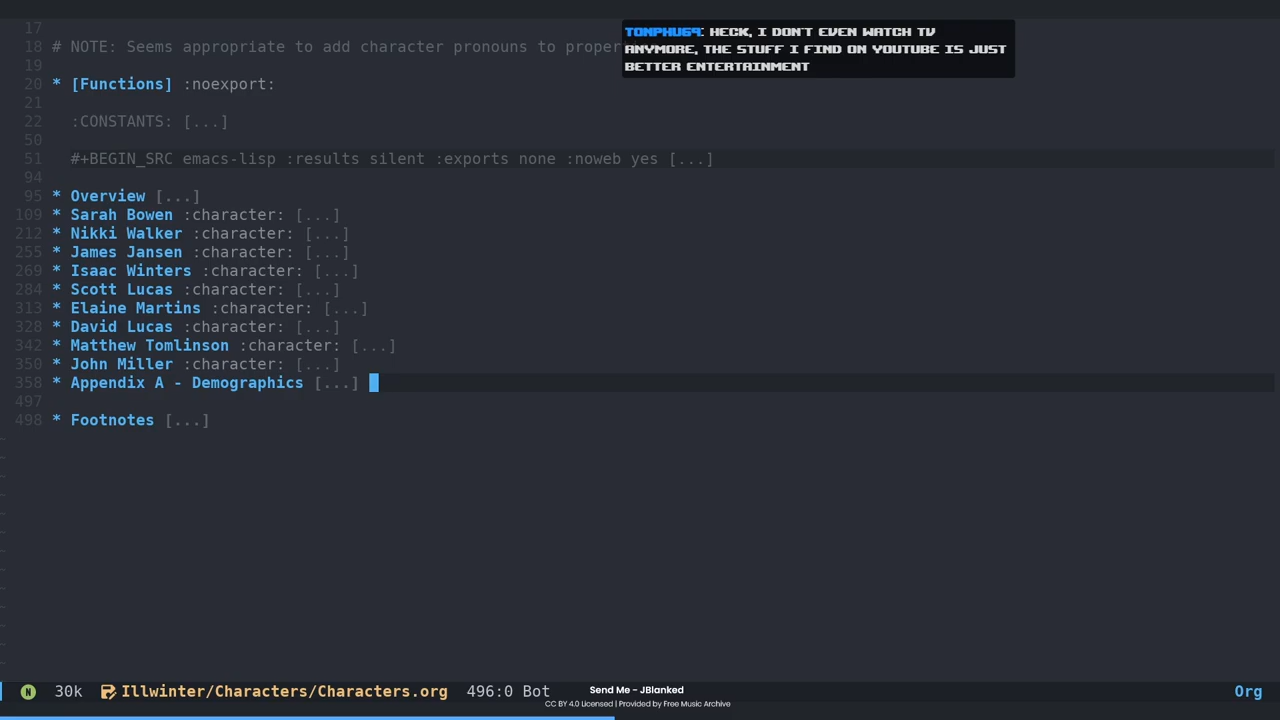 17
18 # NOTE: Seems appropriate to add character pronouns to proper
TONPHU69: HECK, I DON'T EVEN WATCH TV
ANYMORE, THE STUFF I FIND ON YOUTUBE IS JUST
BETTER ENTERTAINMENT
19
20 * [Functions] :noexport:
21
22 :CONSTANTS: [...]
50
51 #+BEGIN_SRC emacs-lisp :results silent :exports none :noweb yes [...]
94
95 * Overview [...]
109 * Sarah Bowen :character: [...]
212 * Nikki Walker :character: [...]
255 * James Jansen :character: [...]
269 * Isaac Winters :character: [...]
284 * Scott Lucas :character: [...]
313 * Elaine Martins :character: [...]
328 * David Lucas :character: [...]
342 * Matthew Tomlinson :character: [...]
350 * John Miller :character: [...]
358 * Appendix A - Demographics [...]
497
498 * Footnotes [...]
N 30k Illwinter/Characters/Characters.org 496:0 Bot
Send Me - JBlanked
CC BY 4.0 Licensed | Provided by Free Music Archive
Org